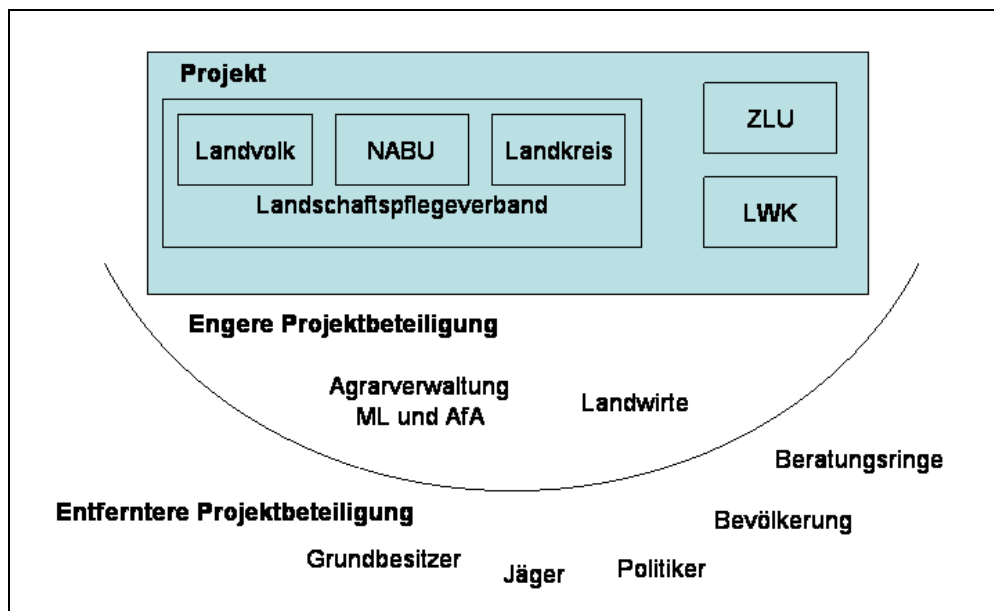 Projekt
Landvolk
NABU
Landkreis
Landschaftspflegeverband
ZLU
LWK
Engere Projektbeteiligung
Agrarverwaltung
ML und AfA
Landwirte
Beratungsringe
Entferntere Projektbeteiligung
Bevölkerung
Grundbesitzer
Jäger
Politiker